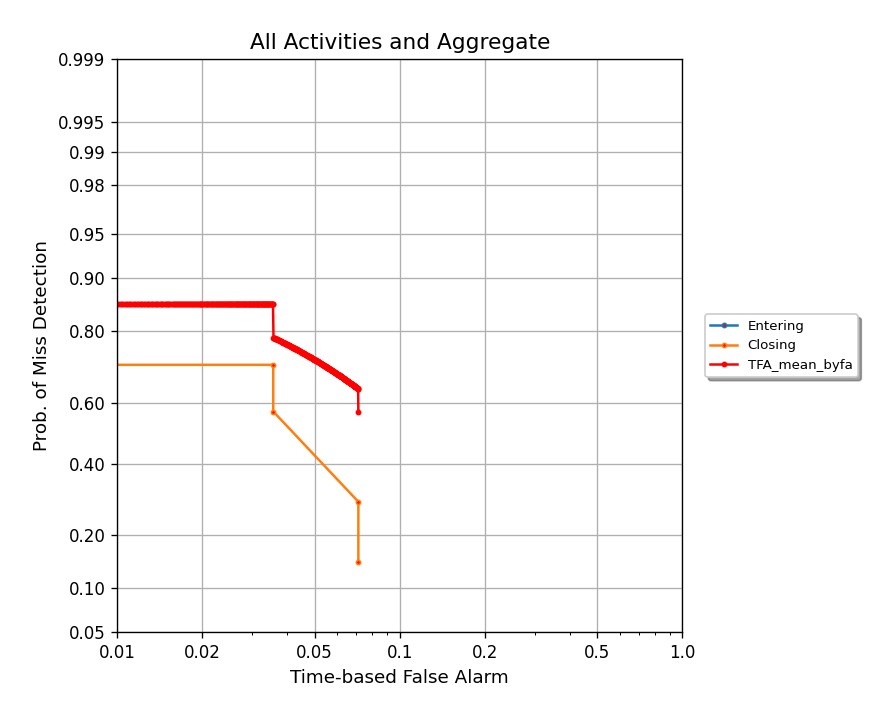 All Activities and Aggregate
0.999
0.995
0.99
0.98
0.95
0.90
0.80
0.60
0.40
0.20
0.10
0.05
Prob. of Miss Detection
0.01 0.02 0.05 0.1 0.2 0.5 1.0
Time-based False Alarm
Entering
Closing
TFA_mean_byfa